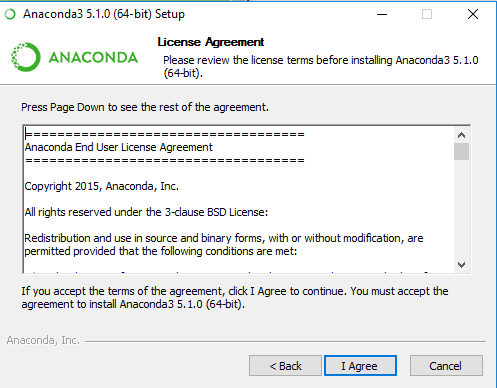 Anaconda3 5.1.0 (64-bit) Setup
ANACONDA
License Agreement
Please review the license terms before installing Anaconda3 5.1.0
(64-bit).
Press Page Down to see the rest of the agreement.
=====================================
Anaconda End User License Agreement
=====================================
Copyright 2015, Anaconda, Inc.
All rights reserved under the 3-clause BSD License:
Redistribution and use in source and binary forms, with or without modification, are
permitted provided that the following conditions are met:
If you accept the terms of the agreement, click I Agree to continue. You must accept the
agreement to install Anaconda3 5.1.0 (64-bit).
Anaconda, Inc.
< Back
I Agree
Cancel